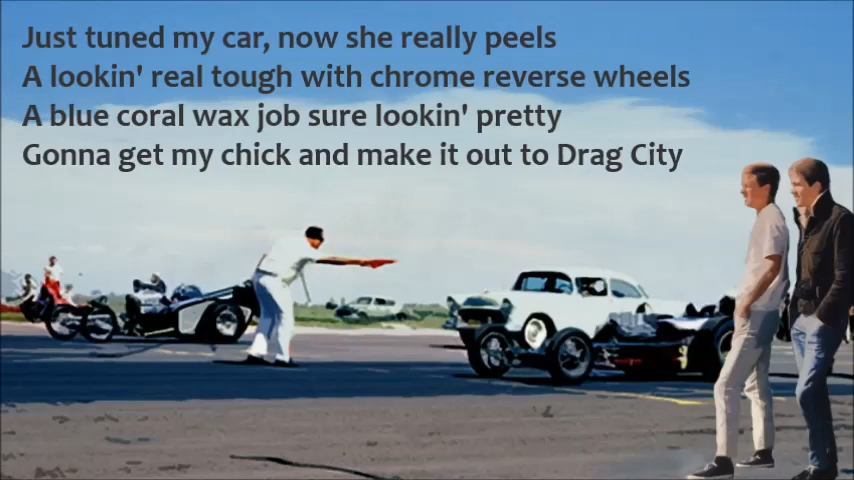 Just tuned my car, now she really peels
A lookin' real tough with chrome reverse wheels
A blue coral wax job sure lookin' pretty
Gonna get my chick and make it out to Drag City